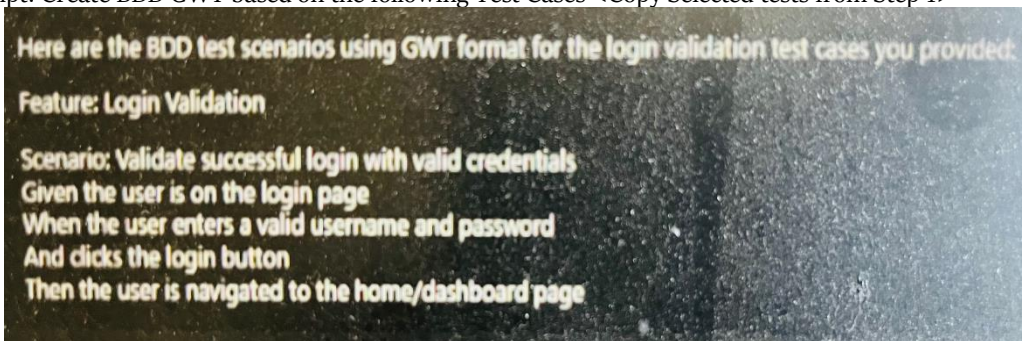 Create BDD GWT based on the following Test Cases <Copy Selected tests from Step 1>
Here are the BDD test scenarios using GWT format for the login validation test cases you provided:
Feature: Login Validation
Scenario: Validate successful login with valid credentials
Given the user is on the login page
When the user enters a valid username and password
And clicks the login button
Then the user is navigated to the home/dashboard page